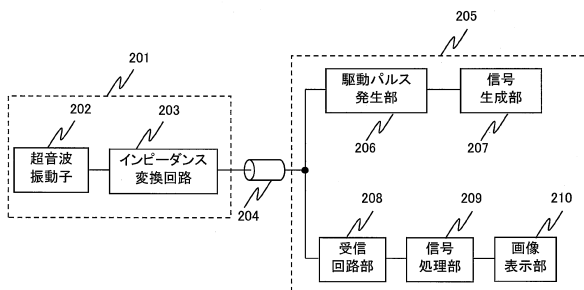 205
201
202
203
超音波
振動子
インピーダンス
変換回路
204
駆動パルス
発生部
206
信号
生成部
207
208
受信
回路部
209
信号
処理部
210
画像
表示部